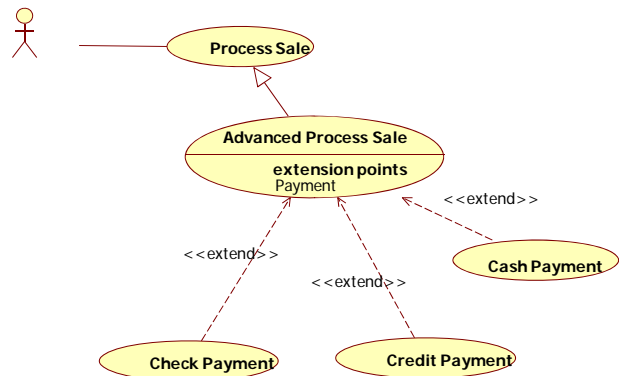 Process Sale
Advanced Process Sale
extension points
Payment
<<extend>>
<<extend>>
Cash Payment
<<extend>>
Check Payment
Credit Payment